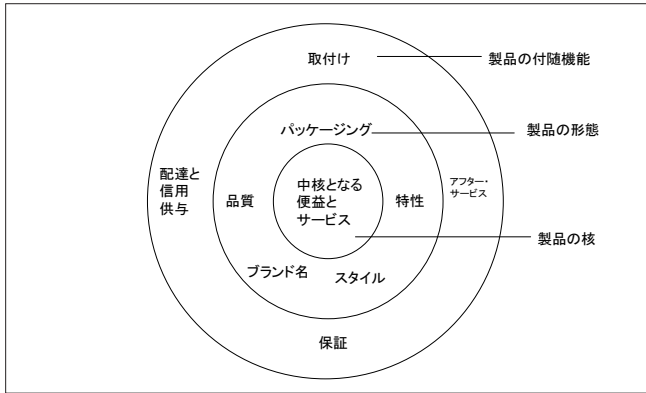 取付け
製品の付随機能
パッケージング
製品の形態
配達と
信用
供与
品質
中核となる
便益と
サービス
特性
アフター・
サービス
製品の核
ブランド名
スタイル
保証